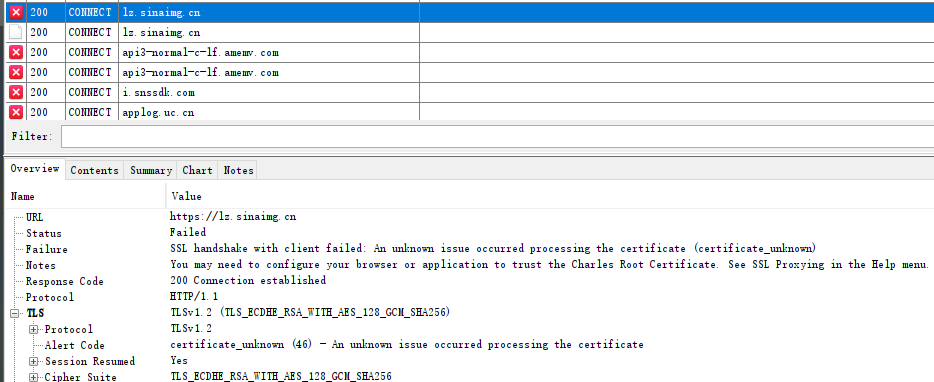 200 CONNECT lz.sinaimg.cn
200 CONNECT lz.sinaimg.cn
200 CONNECT api3-normal-c-lf.amemv.com
200 CONNECT api3-normal-c-lf.amemv.com
200 CONNECT i.snssdk.com
200 CONNECT applog.uc.cn
Filter:
Overview Contents Summary Chart Notes
Name Value
URL https://lz.sinaimg.cn
Status Failed
Failure SSL handshake with client failed: An unknown issue occurred processing the certificate (certificate_unknown)
Notes You may need to configure your browser or application to trust the Charles Root Certificate. See SSL Proxying in the Help menu.
Response Code 200 Connection established
Protocol HTTP/1.1
TLS TLSv1.2 (TLS_ECDHE_RSA_WITH_AES_128_GCM_SHA256)
Protocol TLSv1.2
Alert Code certificate_unknown (46) - An unknown issue occurred processing the certificate
Session Resumed Yes
Cipher Suite TLS_ECDHE_RSA_WITH_AES_128_GCM_SHA256